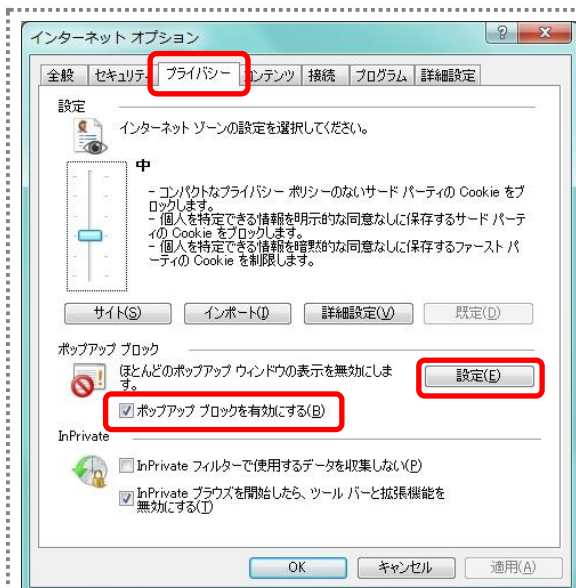 インターネット オプション
全般 セキュリティ プライバシー コンテンツ 接続 プログラム 詳細設定
設定
インターネット ゾーンの設定を選択してください。
中
- コンパクトなプライバシー ポリシーのないサード パーティの Cookie をブ
ロックします。
- 個人を特定できる情報を明示的な同意なしに保存するサード パーテ
ィの Cookie をブロックします。
- 個人を特定できる情報を暗黙的な同意なしに保存するファースト パ
ーティの Cookie を制限します。
サイト(S) インポート(I) 詳細設定(V) 既定(D)
ポップアップ ブロック
ほとんどのポップアップ ウィンドウの表示を無効にしま
す。
設定(E)
ポップアップ ブロックを有効にする(B)
InPrivate
InPrivate フィルターで使用するデータを収集しない(P)
InPrivate ブラウズを開始したら、ツール バーと拡張機能を
無効にする(T)
OK キャンセル 適用(A)